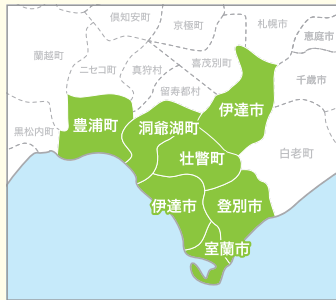 倶知安町
京極町
札幌市
恵庭市
蘭越町
ニセコ町
真狩村
喜茂別町
千歳市
留寿都村
黒松内町
豊浦町
洞爺湖町
伊達市
壮瞥町
白老町
伊達市
登別市
室蘭市